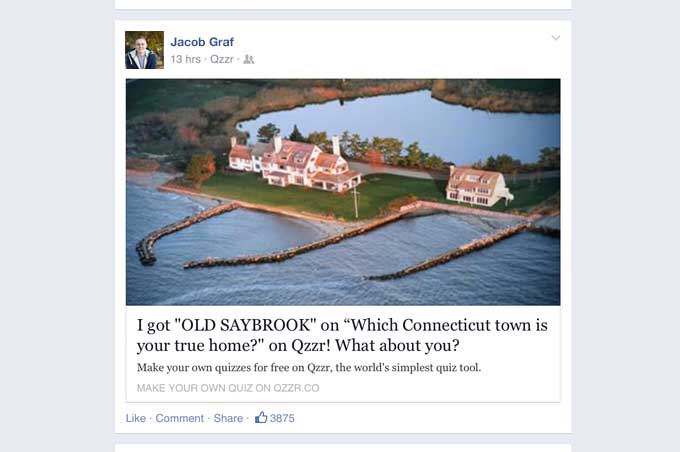 Jacob Graf
13 hrs · Qzzr ·
I got "OLD SAYBROOK" on “Which Connecticut town is
your true home?" on Qzzr! What about you?
Make your own quizzes for free on Qzzr, the world's simplest quiz tool.
MAKE YOUR OWN QUIZ ON QZZR.CO
Like · Comment · Share · 3875